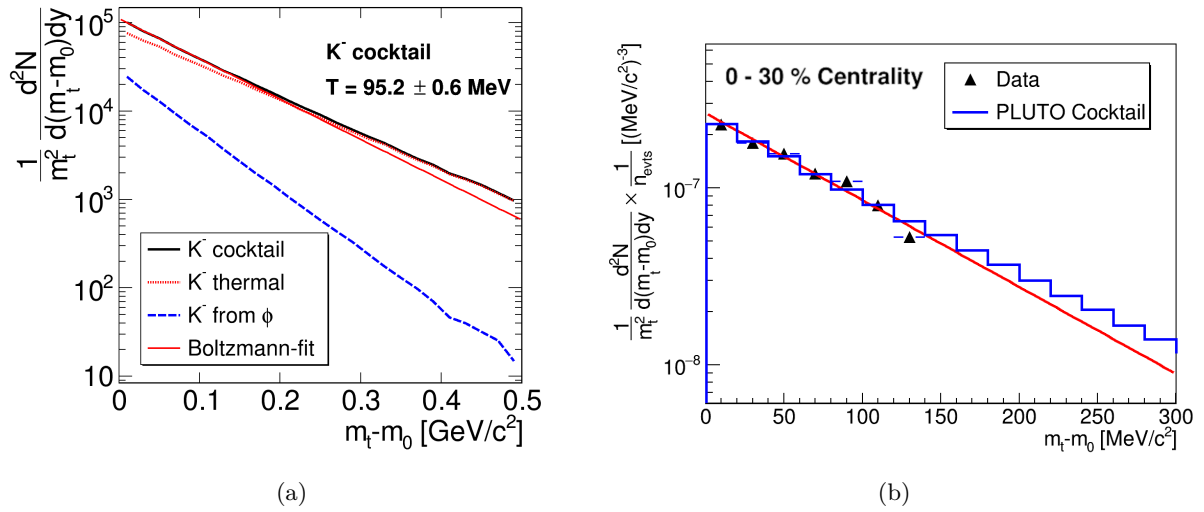 1/m_t^2 d^2N/d(m_t-m_0)dy
10^5
10^4
10^3
10^2
10
K^- cocktail
T = 95.2 ± 0.6 MeV
K^- cocktail
K^- thermal
K^- from ϕ
Boltzmann-fit
0 0.1 0.2 0.3 0.4 0.5
m_t-m_0 [GeV/c^2]
(a)
1/m_t^2 d^2N/d(m_t-m_0)dy × 1/n_evts [(MeV/c^2)^-3]
10^-7
10^-8
0 - 30 % Centrality
Data
PLUTO Cocktail
0 50 100 150 200 250 300
m_t-m_0 [MeV/c^2]
(b)